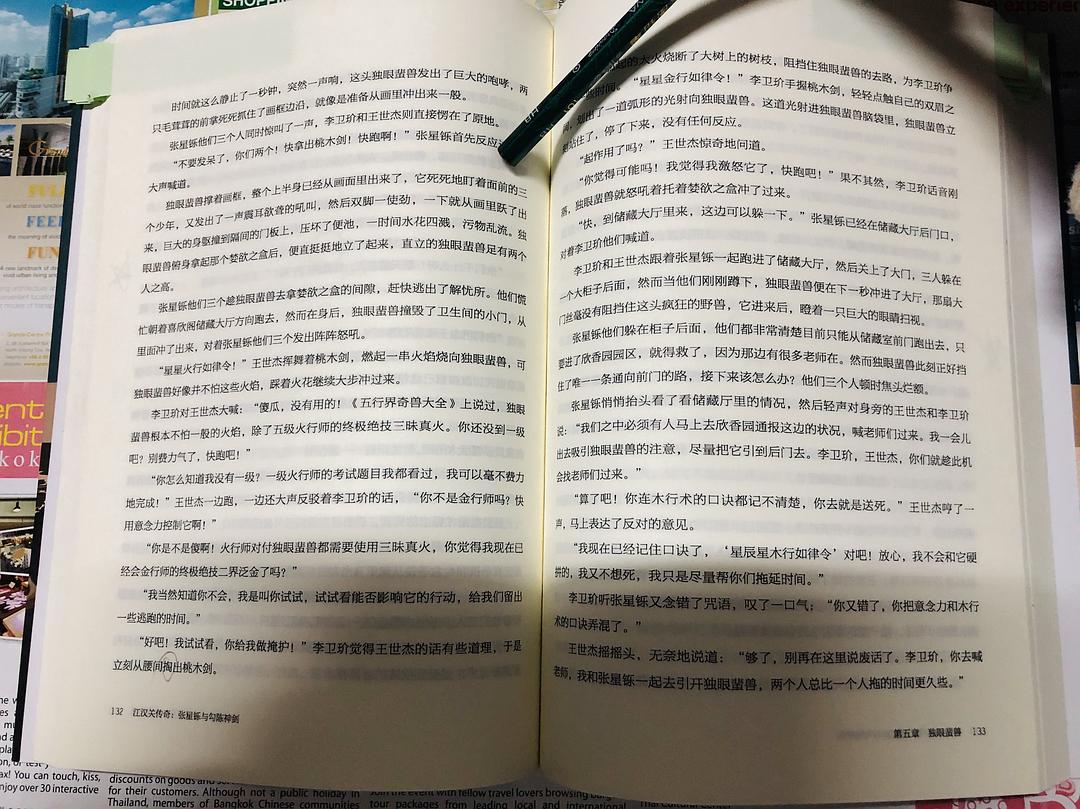 时间就这么静止了一秒钟，突然一声响，这头独眼蜚兽发出了巨大的咆哮，两
只毛茸茸的前掌死死抓住了画框边沿，就像是准备从画里冲出来一般。
张星铄他们三个人同时惊叫了一声，李卫玠和王世杰则直接愣在了原地。
“不要发呆了，你们两个！快拿出桃木剑！快跑啊！”张星铄首先反应
大声喊道。
独眼蜚兽撑着画框，整个上半身已经从画面里出来了，它死死地盯着面前的三
个少年，又发出了一声震耳欲聋的吼叫，然后双脚一使劲，一下就从画里跃了出
来，巨大的身躯撞到隔间的门板上，压坏了便池，一时间水花四溅，污物乱流。独
眼蜚兽俯身拿起那个婪欲之盒后，便直挺挺地立了起来，直立的独眼蜚兽足有两个
人之高。
张星铄他们三个趁独眼蜚兽去拿婪欲之盒的间隙，赶快逃出了解忧所。他们慌
忙朝着喜欣阁储藏大厅方向跑去，然而在身后，独眼蜚兽撞毁了卫生间的小门，从
里面冲了出来，对着张星铄他们三个发出阵阵怒吼。
“星星火行如律令！”王世杰挥舞着桃木剑，燃起一串火焰烧向独眼蜚兽，可
独眼蜚兽好像并不怕这些火焰，踩着火花继续大步冲过来。
李卫玠对王世杰大喊：“傻瓜，没有用的！《五行界奇兽大全》上说过，独眼
蜚兽根本不怕一般的火焰，除了五级火行师的终极绝技三昧真火。你还没到一级
吧？别费力气了，快跑吧！”
“你怎么知道我没有一级？一级火行师的考试题目我都看过，我可以毫不费力
地完成！”王世杰一边跑，一边还大声反驳着李卫玠的话，“你不是金行师吗？快
用意念力控制它啊！”
“你是不是傻啊！火行师对付独眼蜚兽都需要使用三昧真火，你觉得我现在已
经会金行师的终极绝技二界泛金了吗？”
“我当然知道你不会，我是叫你试试，试试看能否影响它的行动，给我们留出
一些逃跑的时间。”
“好吧！我试试看，你给我做掩护！”李卫玠觉得王世杰的话有些道理，于是
立刻从腰间掏出桃木剑。
132 江汉关传奇：张星铄与勾陈神剑
的大火烧断了大树上的树枝，阻挡住独眼蜚兽的去路，为李卫玠争
时间。“星星金行如律令！”李卫玠手握桃木剑，轻轻点触自己的双眉之
间，划出了一道弧形的光射向独眼蜚兽。这道光射进独眼蜚兽脑袋里，独眼蜚兽立
站住了，停了下来，没有任何反应。
“起作用了吗？”王世杰惊奇地问道。
“你觉得可能吗！我觉得我激怒它了，快跑吧！”果不其然，李卫玠话音刚
落，独眼蜚兽就怒吼着托着婪欲之盒冲了过来。
“快，到储藏大厅里来，这边可以躲一下。”张星铄已经在储藏大厅后门口，
对着李卫玠他们喊道。
李卫玠和王世杰跟着张星铄一起跑进了储藏大厅，然后关上了大门，三人躲在
一个大柜子后面，然而当他们刚刚蹲下，独眼蜚兽便在下一秒冲进了大厅，那扇大
门丝毫没有阻挡住这头疯狂的野兽，它进来后，瞪着一只巨大的眼睛扫视。
张星铄他们躲在柜子后面，他们都非常清楚目前只能从储藏室前门跑出去，只
要进了欣香园园区，就得救了，因为那边有很多老师在。然而独眼蜚兽此刻正好挡
住了唯一一条通向前门的路，接下来该怎么办？他们三个人顿时焦头烂额。
张星铄悄悄抬头看了看储藏厅里的情况，然后轻声对身旁的王世杰和李卫玠
说：“我们之中必须有人马上去欣香园通报这边的状况，喊老师们过来。我一会儿
出去吸引独眼蜚兽的注意，尽量把它引到后门去。李卫玠，王世杰，你们就趁此机
会找老师们过来。”
“算了吧！你连木行术的口诀都记不清楚，你去就是送死。”王世杰哼了一
声，马上表达了反对的意见。
“我现在已经记住口诀了，‘星辰星木行如律令’对吧！放心，我不会和它硬
拼的，我又不想死，我只是尽量帮你们拖延时间。”
李卫玠听张星铄又念错了咒语，叹了一口气：“你又错了，你把意念力和木行
术的口诀弄混了。”
王世杰摇摇头，无奈地说道：“够了，别再在这里说废话了。李卫玠，你去喊
老师，我和张星铄一起去引开独眼蜚兽，两个人总比一个人拖的时间更久些。”
第五章 独眼蜚兽 133
SHOPPING
experien
FEEL
FUN
ent
ibit
kok
ax! You can touch, kiss,
njoy over 30 interactive
discounts on goods and
for their customers. Although not a public holiday in
Thailand, members of Bangkok Chinese communities
Join the event with fellow travel lovers browsing
tour packages from leading local and international